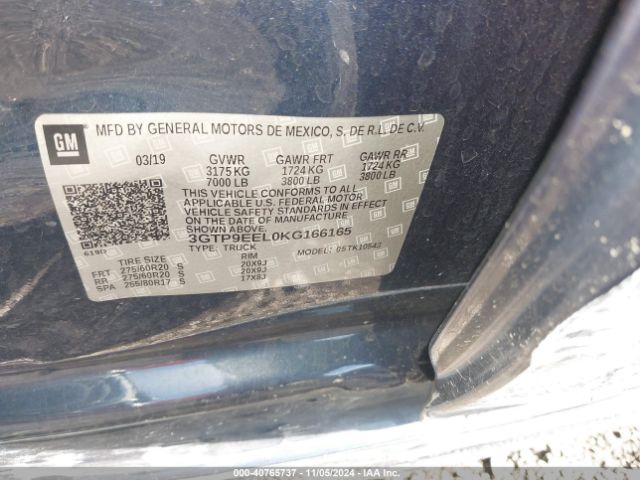 GM
MFD BY GENERAL MOTORS DE MEXICO, S. DE R.L. DE C.V.
03/19 GVWR GAWR FRT GAWR RR
3175 KG 1724 KG 1724 KG
7000 LB 3800 LB 3800 LB
THIS VEHICLE CONFORMS TO ALL
APPLICABLE U.S. FEDERAL MOTOR
VEHICLE SAFETY AND THEFT PREVENTION
STANDARDS IN EFFECT ON
THE DATE OF MANUFACTURE
SHOWN ABOVE.
3GTP9EEL0KG166165
TYPE: TRUCK MODEL:
TIRE SIZE RIM
FRT 275/60R20 S 20X9J
RR 275/60R20 S 20X9J
SPA 265/80R17 S 17X8J
000-40765737 - 11/05/2024 - IAA Inc.